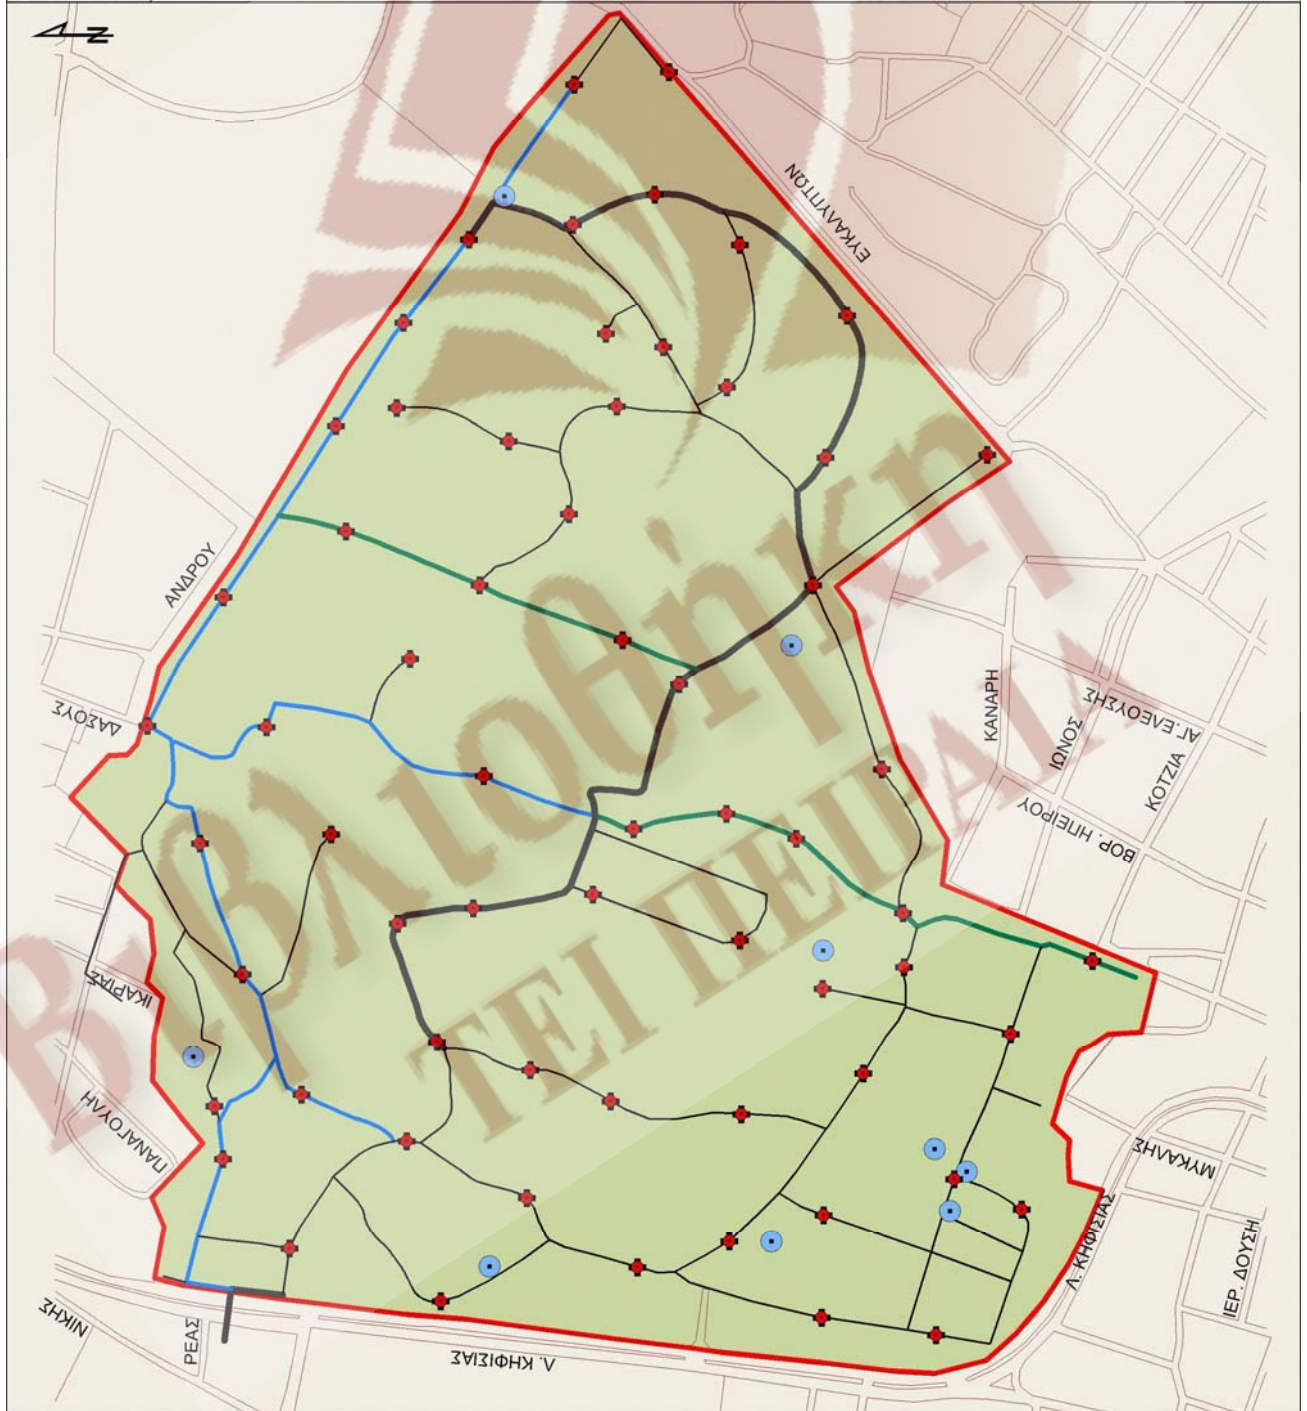 Z
ΕΥΚΑΛΥΠΤΩΝ
ΑΝΔΡΟΥ
ΔΑΣΟΥΣ
Βιβλιοθήκη
ΤΕΙ ΠΕΙΡΑΙΑ
ΚΑΝΑΡΗ
ΙΩΝΟΣ
ΑΓ.ΕΛΕΟΥΣΗΣ
ΚΟΤΖΙΑ
ΒΟΡ. ΗΠΕΙΡΟΥ
ΙΚΑΡΙΑΣ
ΠΑΝΑΓΟΥΛΗ
ΜΥΚΑΛΗΣ
Λ. ΚΗΦΙΣΙΑΣ
ΙΕΡ. ΔΟΥΣΗ
ΝΙΚΗΣ
ΡΕΑΣ
Λ. ΚΗΦΙΣΙΑΣ